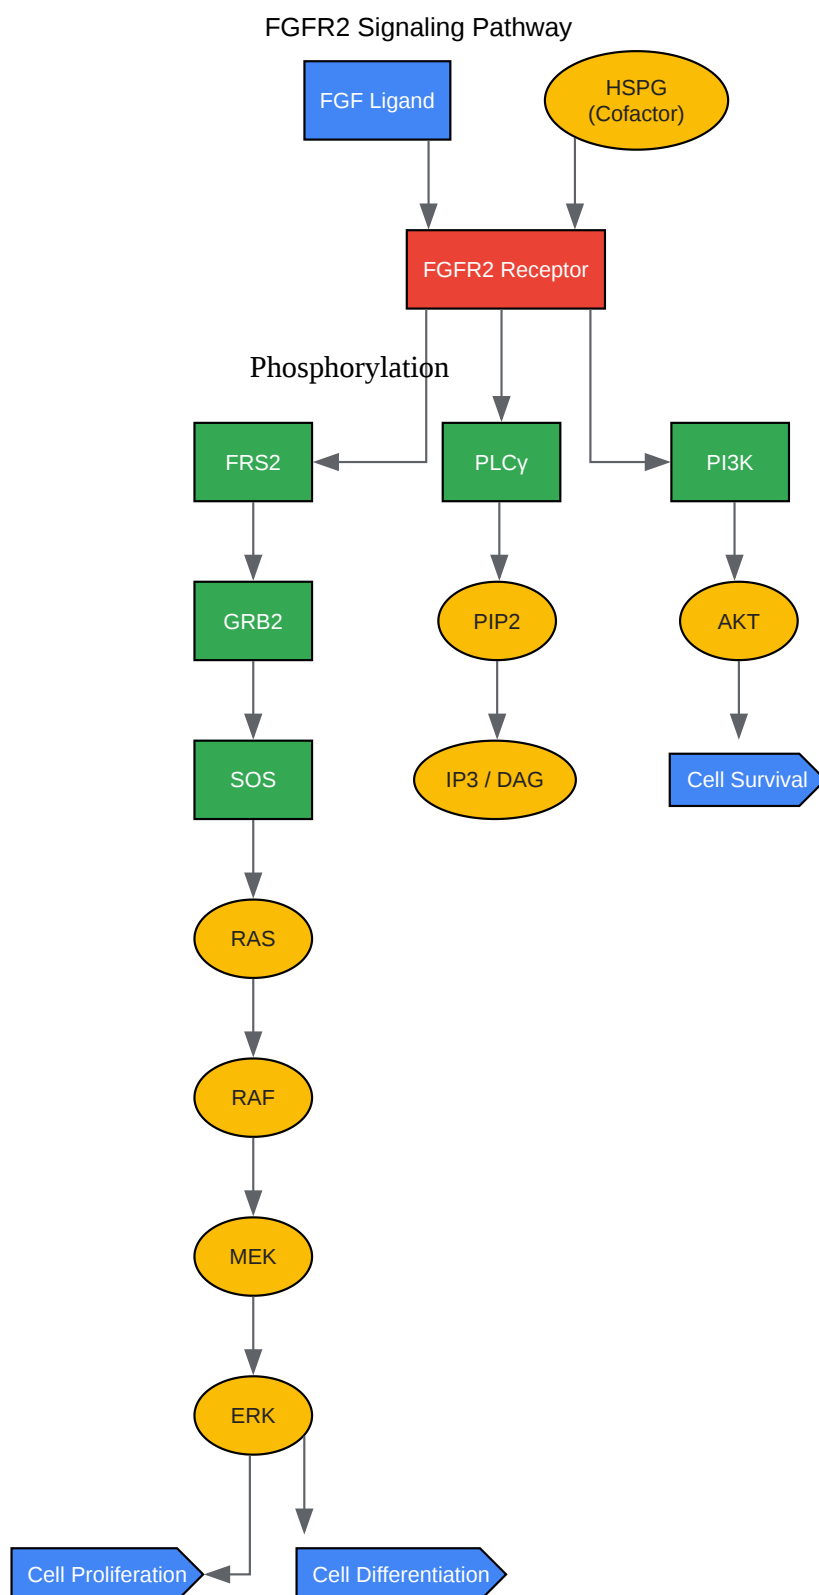 FGFR2 Signaling Pathway
FGF Ligand
HSPG
(Cofactor)
FGFR2 Receptor
Phosphorylation
FRS2
PLCγ
PI3K
GRB2
PIP2
AKT
SOS
IP3 / DAG
Cell Survival
RAS
RAF
MEK
ERK
Cell Proliferation
Cell Differentiation